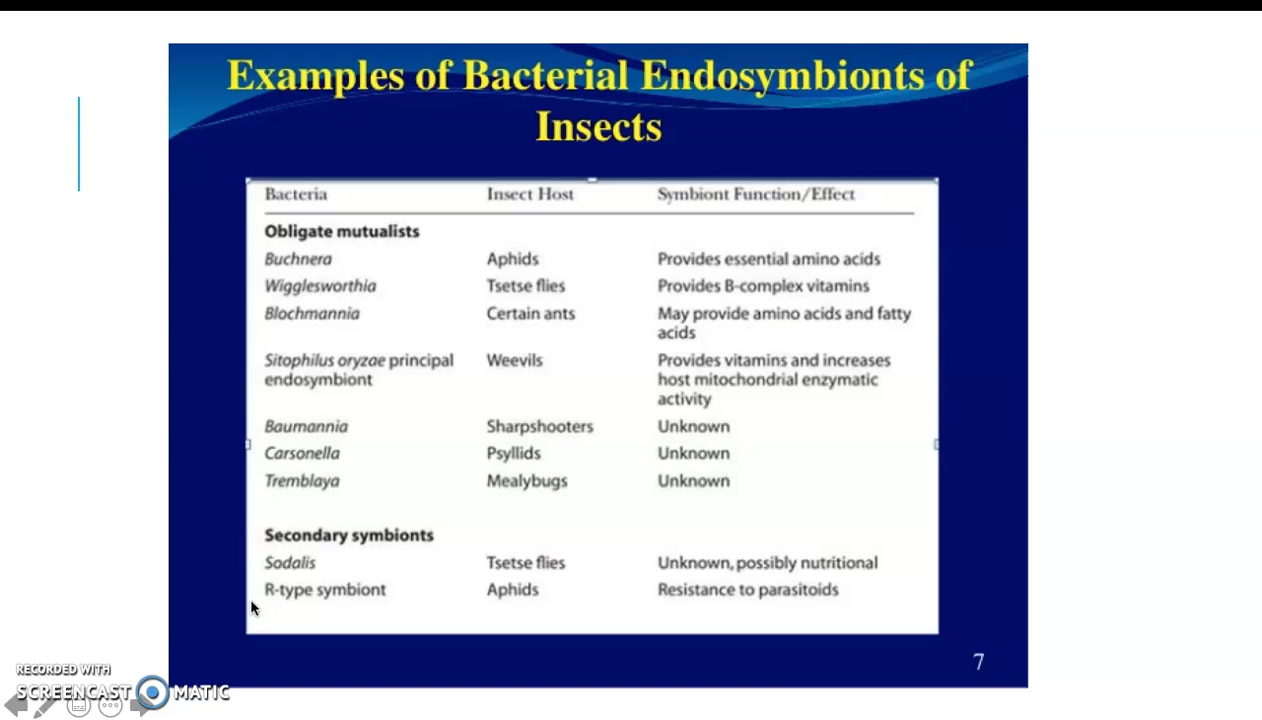 Examples of Bacterial Endosymbionts of
Insects
Bacteria Insect Host Symbiont Function/Effect
Obligate mutualists
Buchnera Aphids Provides essential amino acids
Wigglesworthia Tsetse flies Provides B-complex vitamins
Blochmannia Certain ants May provide amino acids and fatty
acids
Sitophilus oryzae principal Weevils Provides vitamins and increases
endosymbiont host mitochondrial enzymatic
activity
Baumannia Sharpshooters Unknown
Carsonella Psyllids Unknown
Tremblaya Mealybugs Unknown
Secondary symbionts
Sodalis Tsetse flies Unknown, possibly nutritional
R-type symbiont Aphids Resistance to parasitoids
7
RECORDED WITH
SCREENCAST MATIC